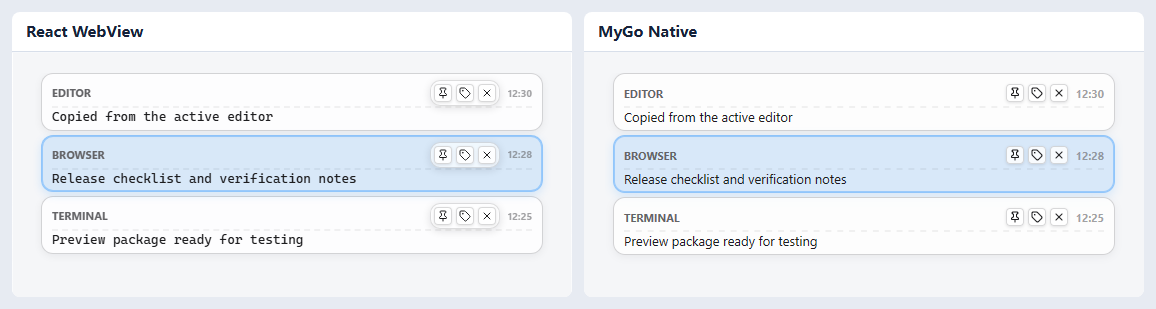 React WebView
EDITOR 12:30
Copied from the active editor
BROWSER 12:28
Release checklist and verification notes
TERMINAL 12:25
Preview package ready for testing
MyGo Native
EDITOR 12:30
Copied from the active editor
BROWSER 12:28
Release checklist and verification notes
TERMINAL 12:25
Preview package ready for testing